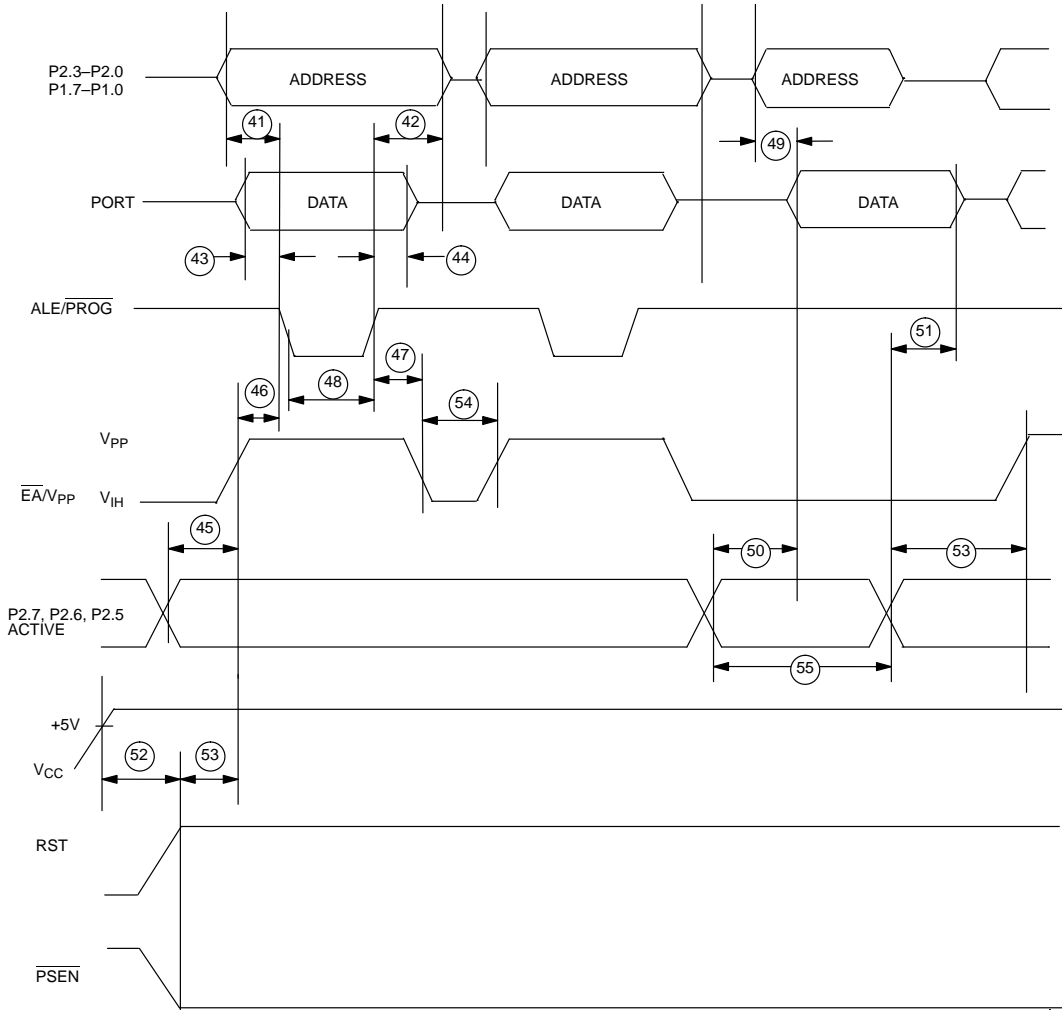 P2.3–P2.0
P1.7–P1.0
ADDRESS
ADDRESS
ADDRESS
41
42
49
PORT
DATA
DATA
DATA
43
44
ALE/PROG
51
47
46
48
54
VPP
EA/VPP
VIH
45
50
53
P2.7, P2.6, P2.5
ACTIVE
55
+5V
52
53
VCC
RST
PSEN